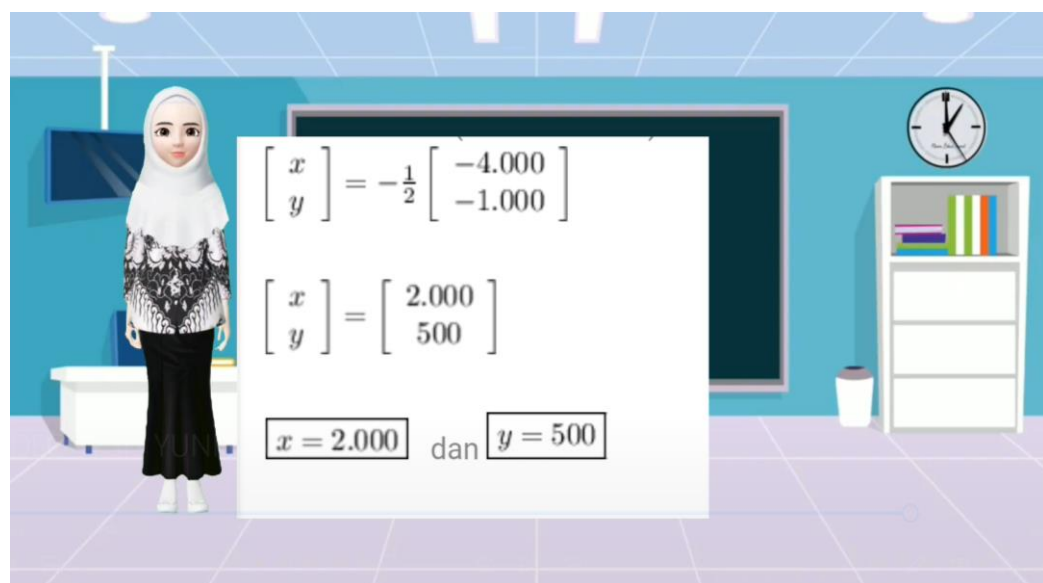 [ x y ] = −1/2 [ −4.000 −1.000 ]
[ x y ] = [ 2.000 500 ]
x = 2.000 dan y = 500